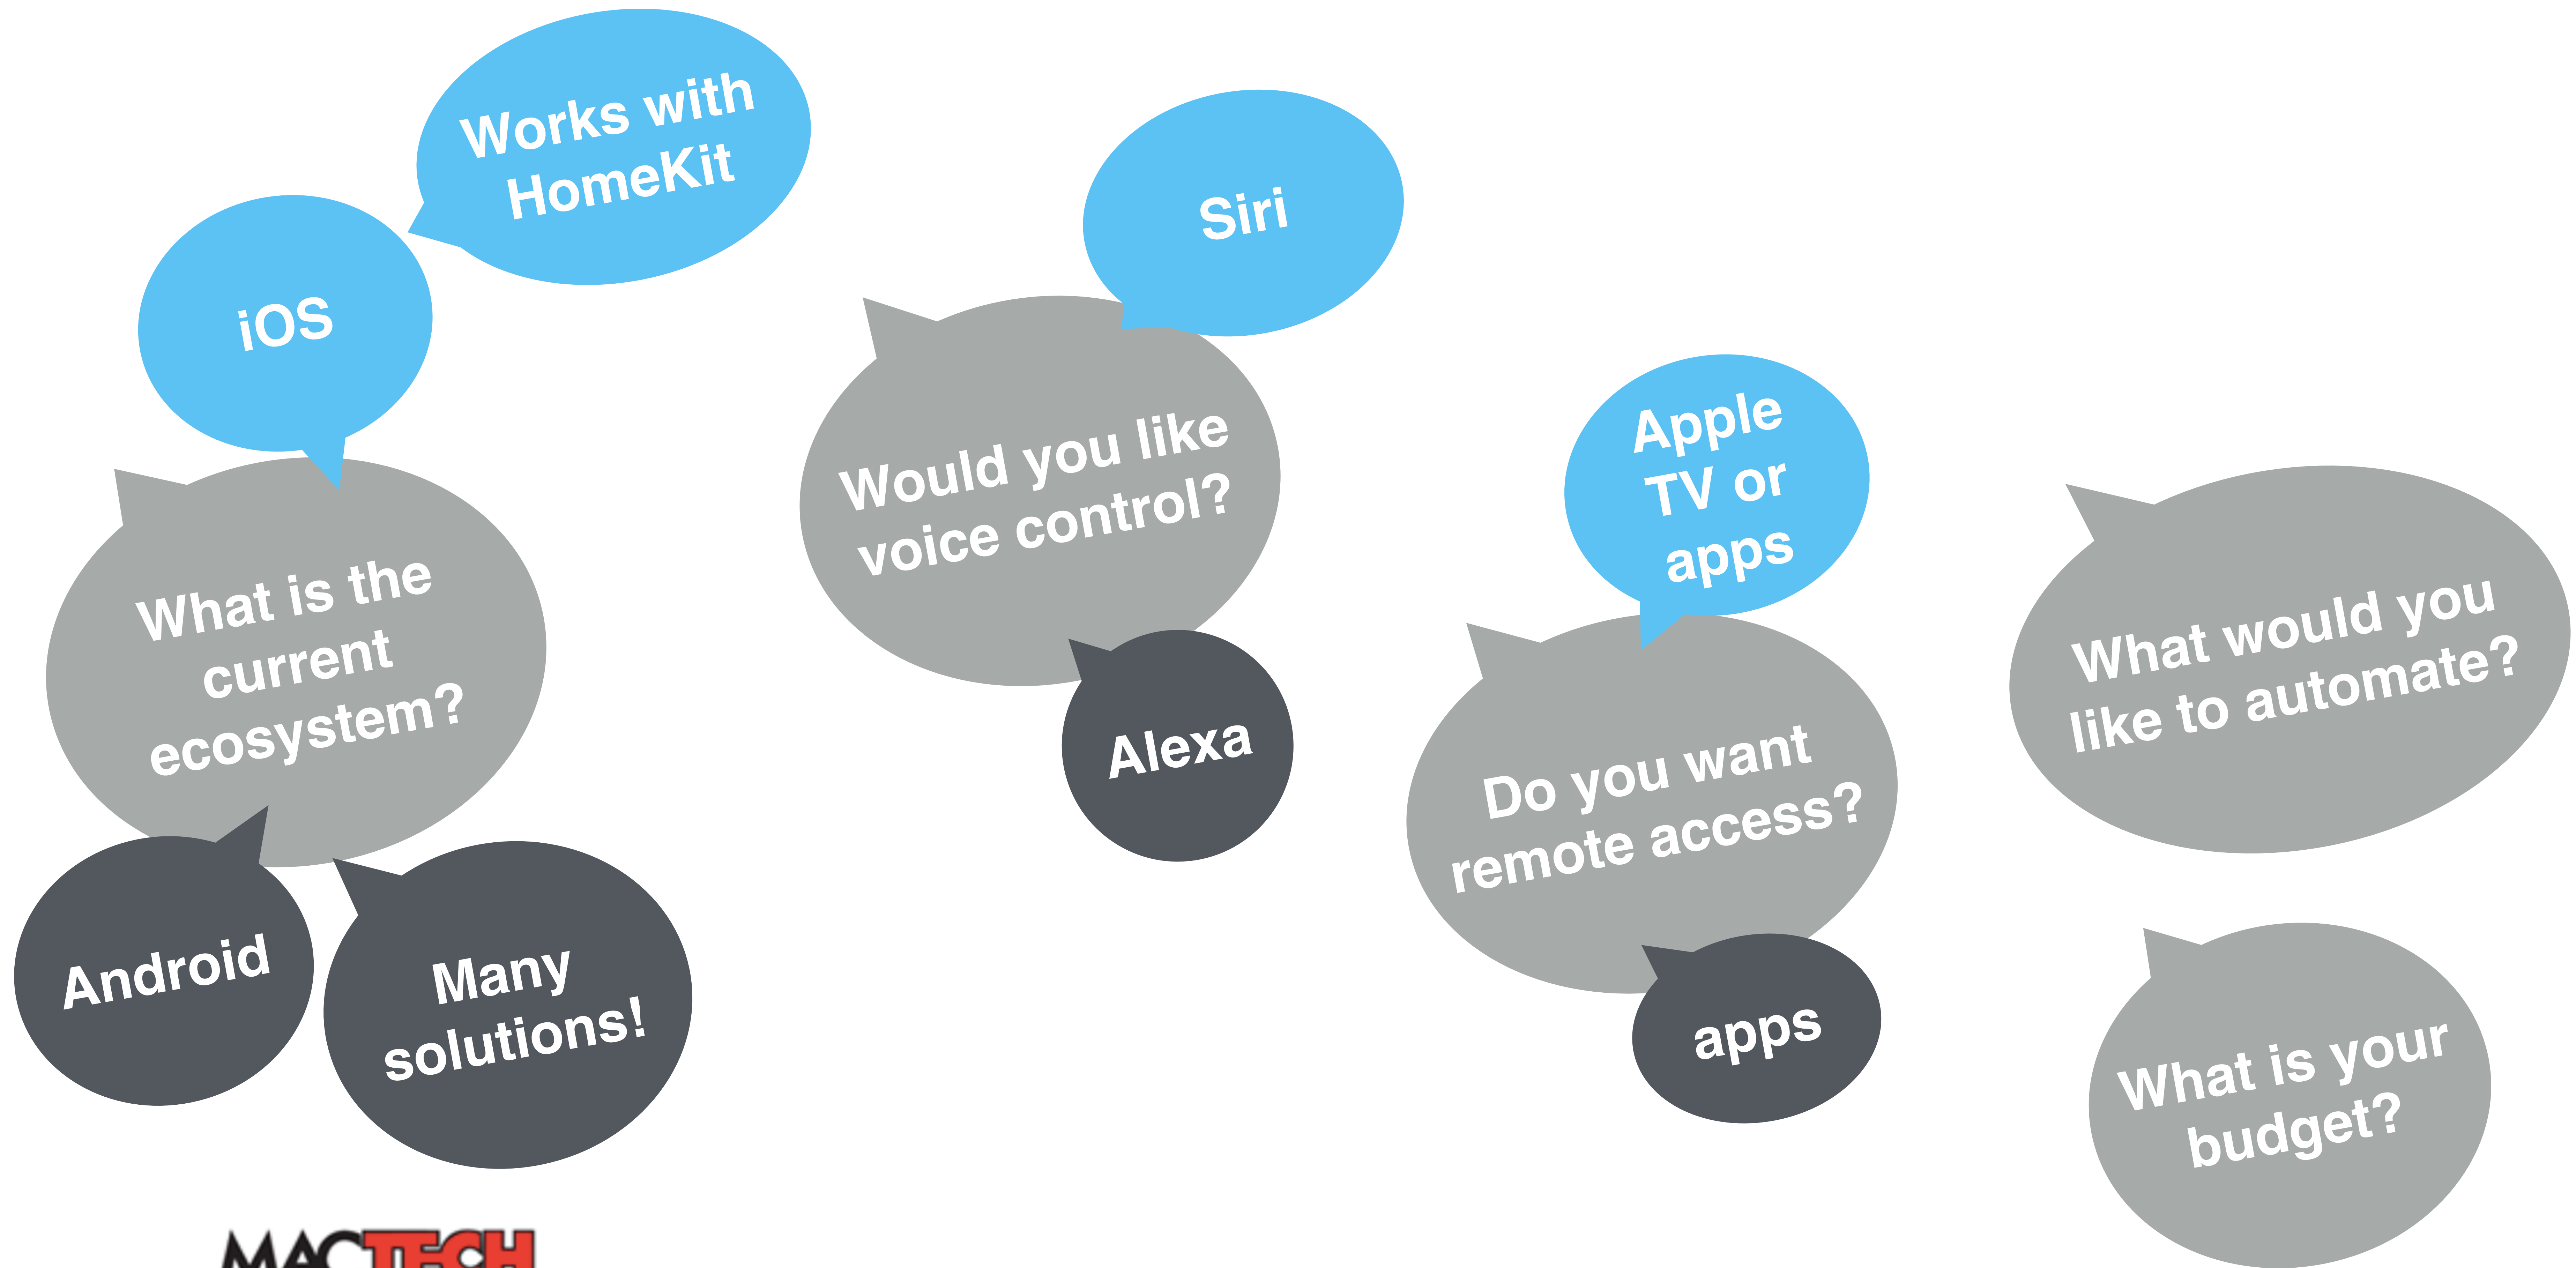 Works with
HomeKit
iOS
What is the
current
ecosystem?
Android
Many
solutions!
Siri
Would you like
voice control?
Alexa
Apple
TV or
apps
Do you want
remote access?
apps
What would you
like to automate?
What is your
budget?
MACTECH